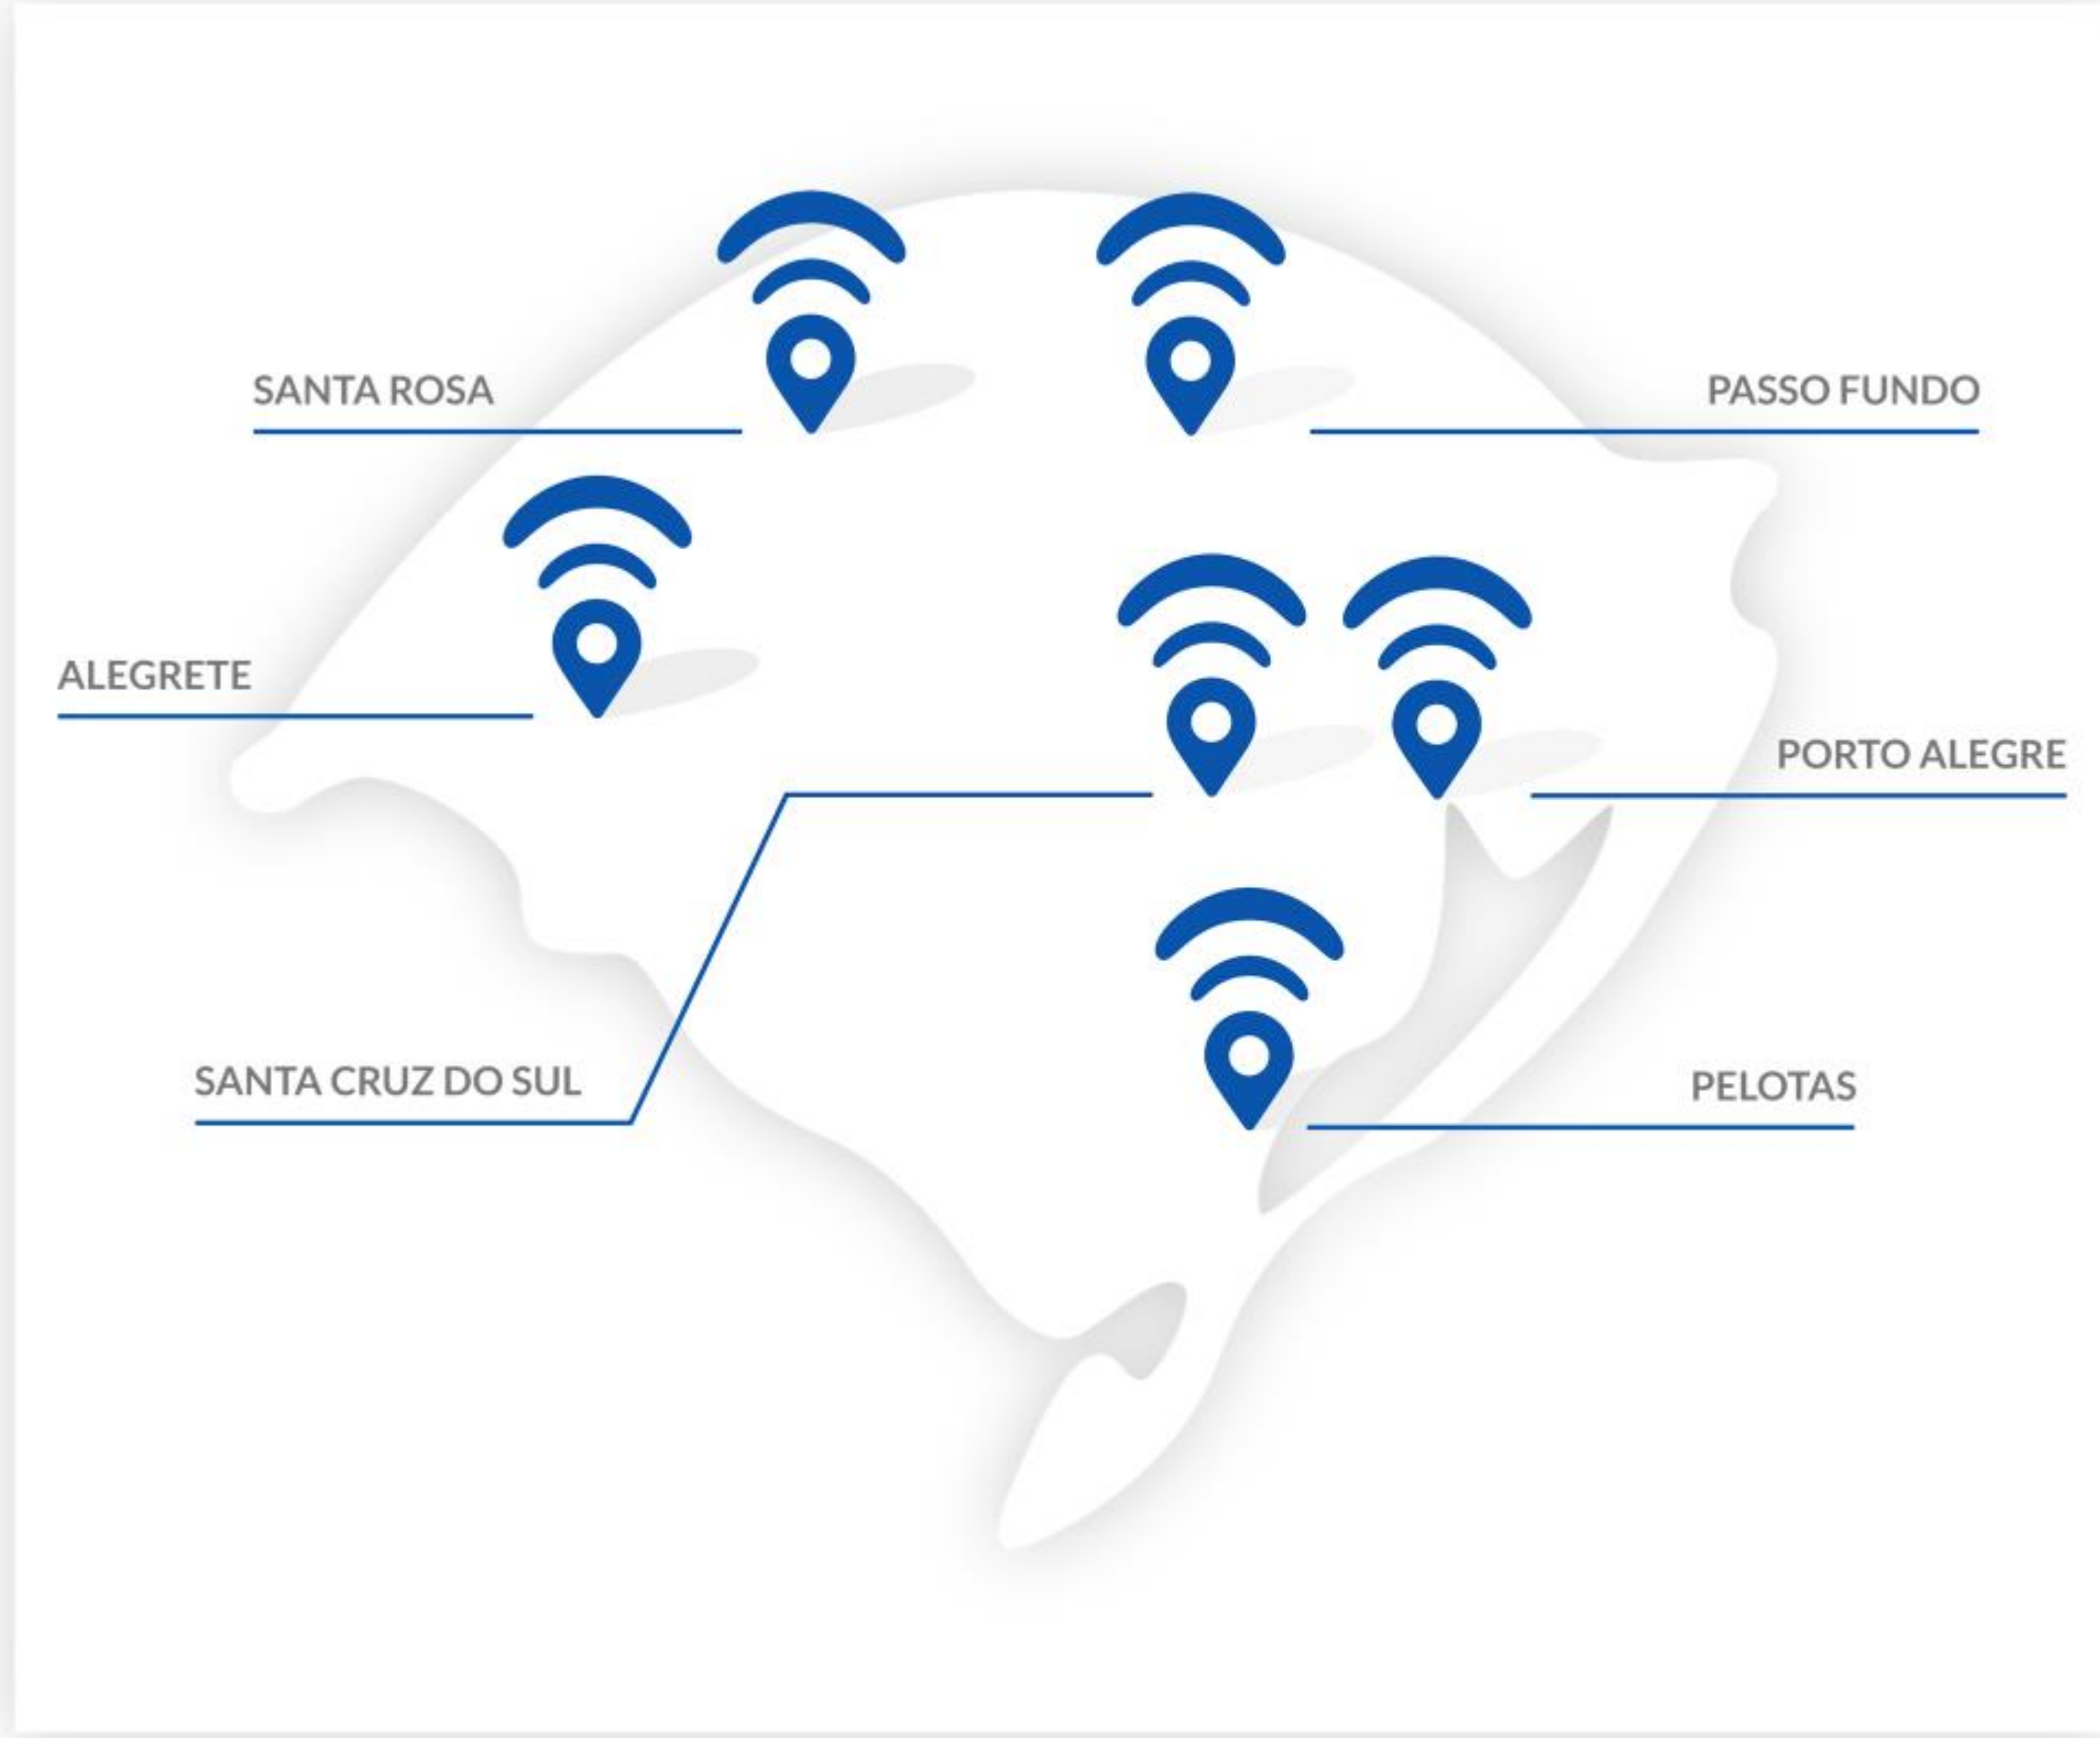 SANTA ROSA
PASSO FUNDO
ALEGRETE
PORTO ALEGRE
SANTA CRUZ DO SUL
PELOTAS